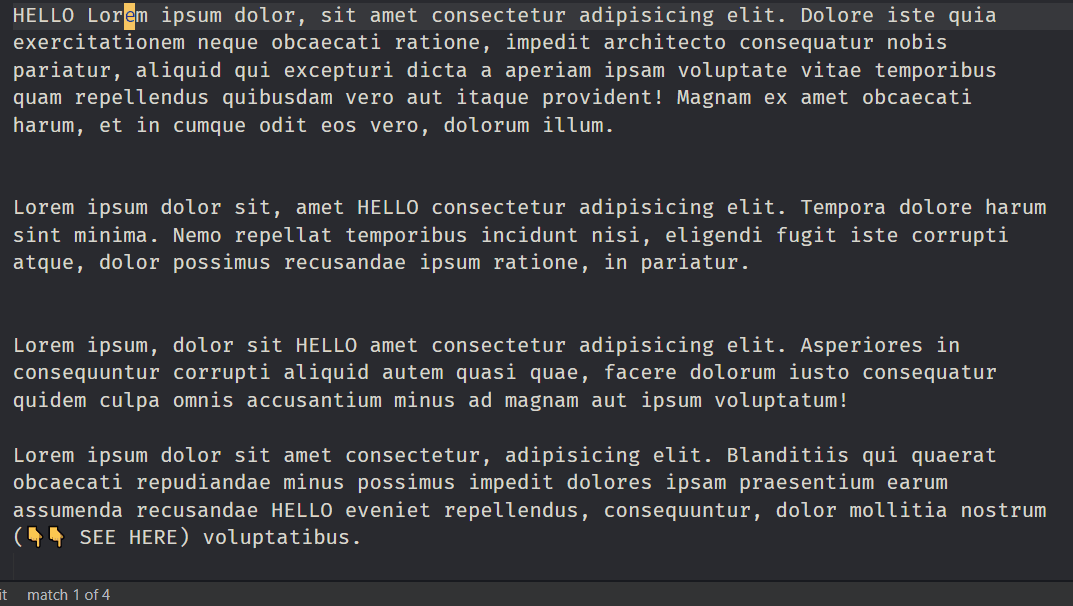 HELLO Lorem ipsum dolor, sit amet consectetur adipisicing elit. Dolore iste quia
exercitationem neque obcaecati ratione, impedit architecto consequatur nobis
pariatur, aliquid qui excepturi dicta a aperiam ipsam voluptate vitae temporibus
quam repellendus quibusdam vero aut itaque provident! Magnam ex amet obcaecati
harum, et in cumque odit eos vero, dolorum illum.
Lorem ipsum dolor sit, amet HELLO consectetur adipisicing elit. Tempora dolore harum
sint minima. Nemo repellat temporibus incidunt nisi, eligendi fugit iste corrupti
atque, dolor possimus recusandae ipsum ratione, in pariatur.
Lorem ipsum, dolor sit HELLO amet consectetur adipisicing elit. Asperiores in
consequuntur corrupti aliquid autem quasi quae, facere dolorum iusto consequatur
quidem culpa omnis accusantium minus ad magnam aut ipsum voluptatum!
Lorem ipsum dolor sit amet consectetur, adipisicing elit. Blanditiis qui quaerat
obcaecati repudiandae minus possimus impedit dolores ipsam praesentium earum
assumenda recusandae HELLO eveniet repellendus, consequuntur, dolor mollitia nostrum
(👇👇 SEE HERE) voluptatibus.
it match 1 of 4